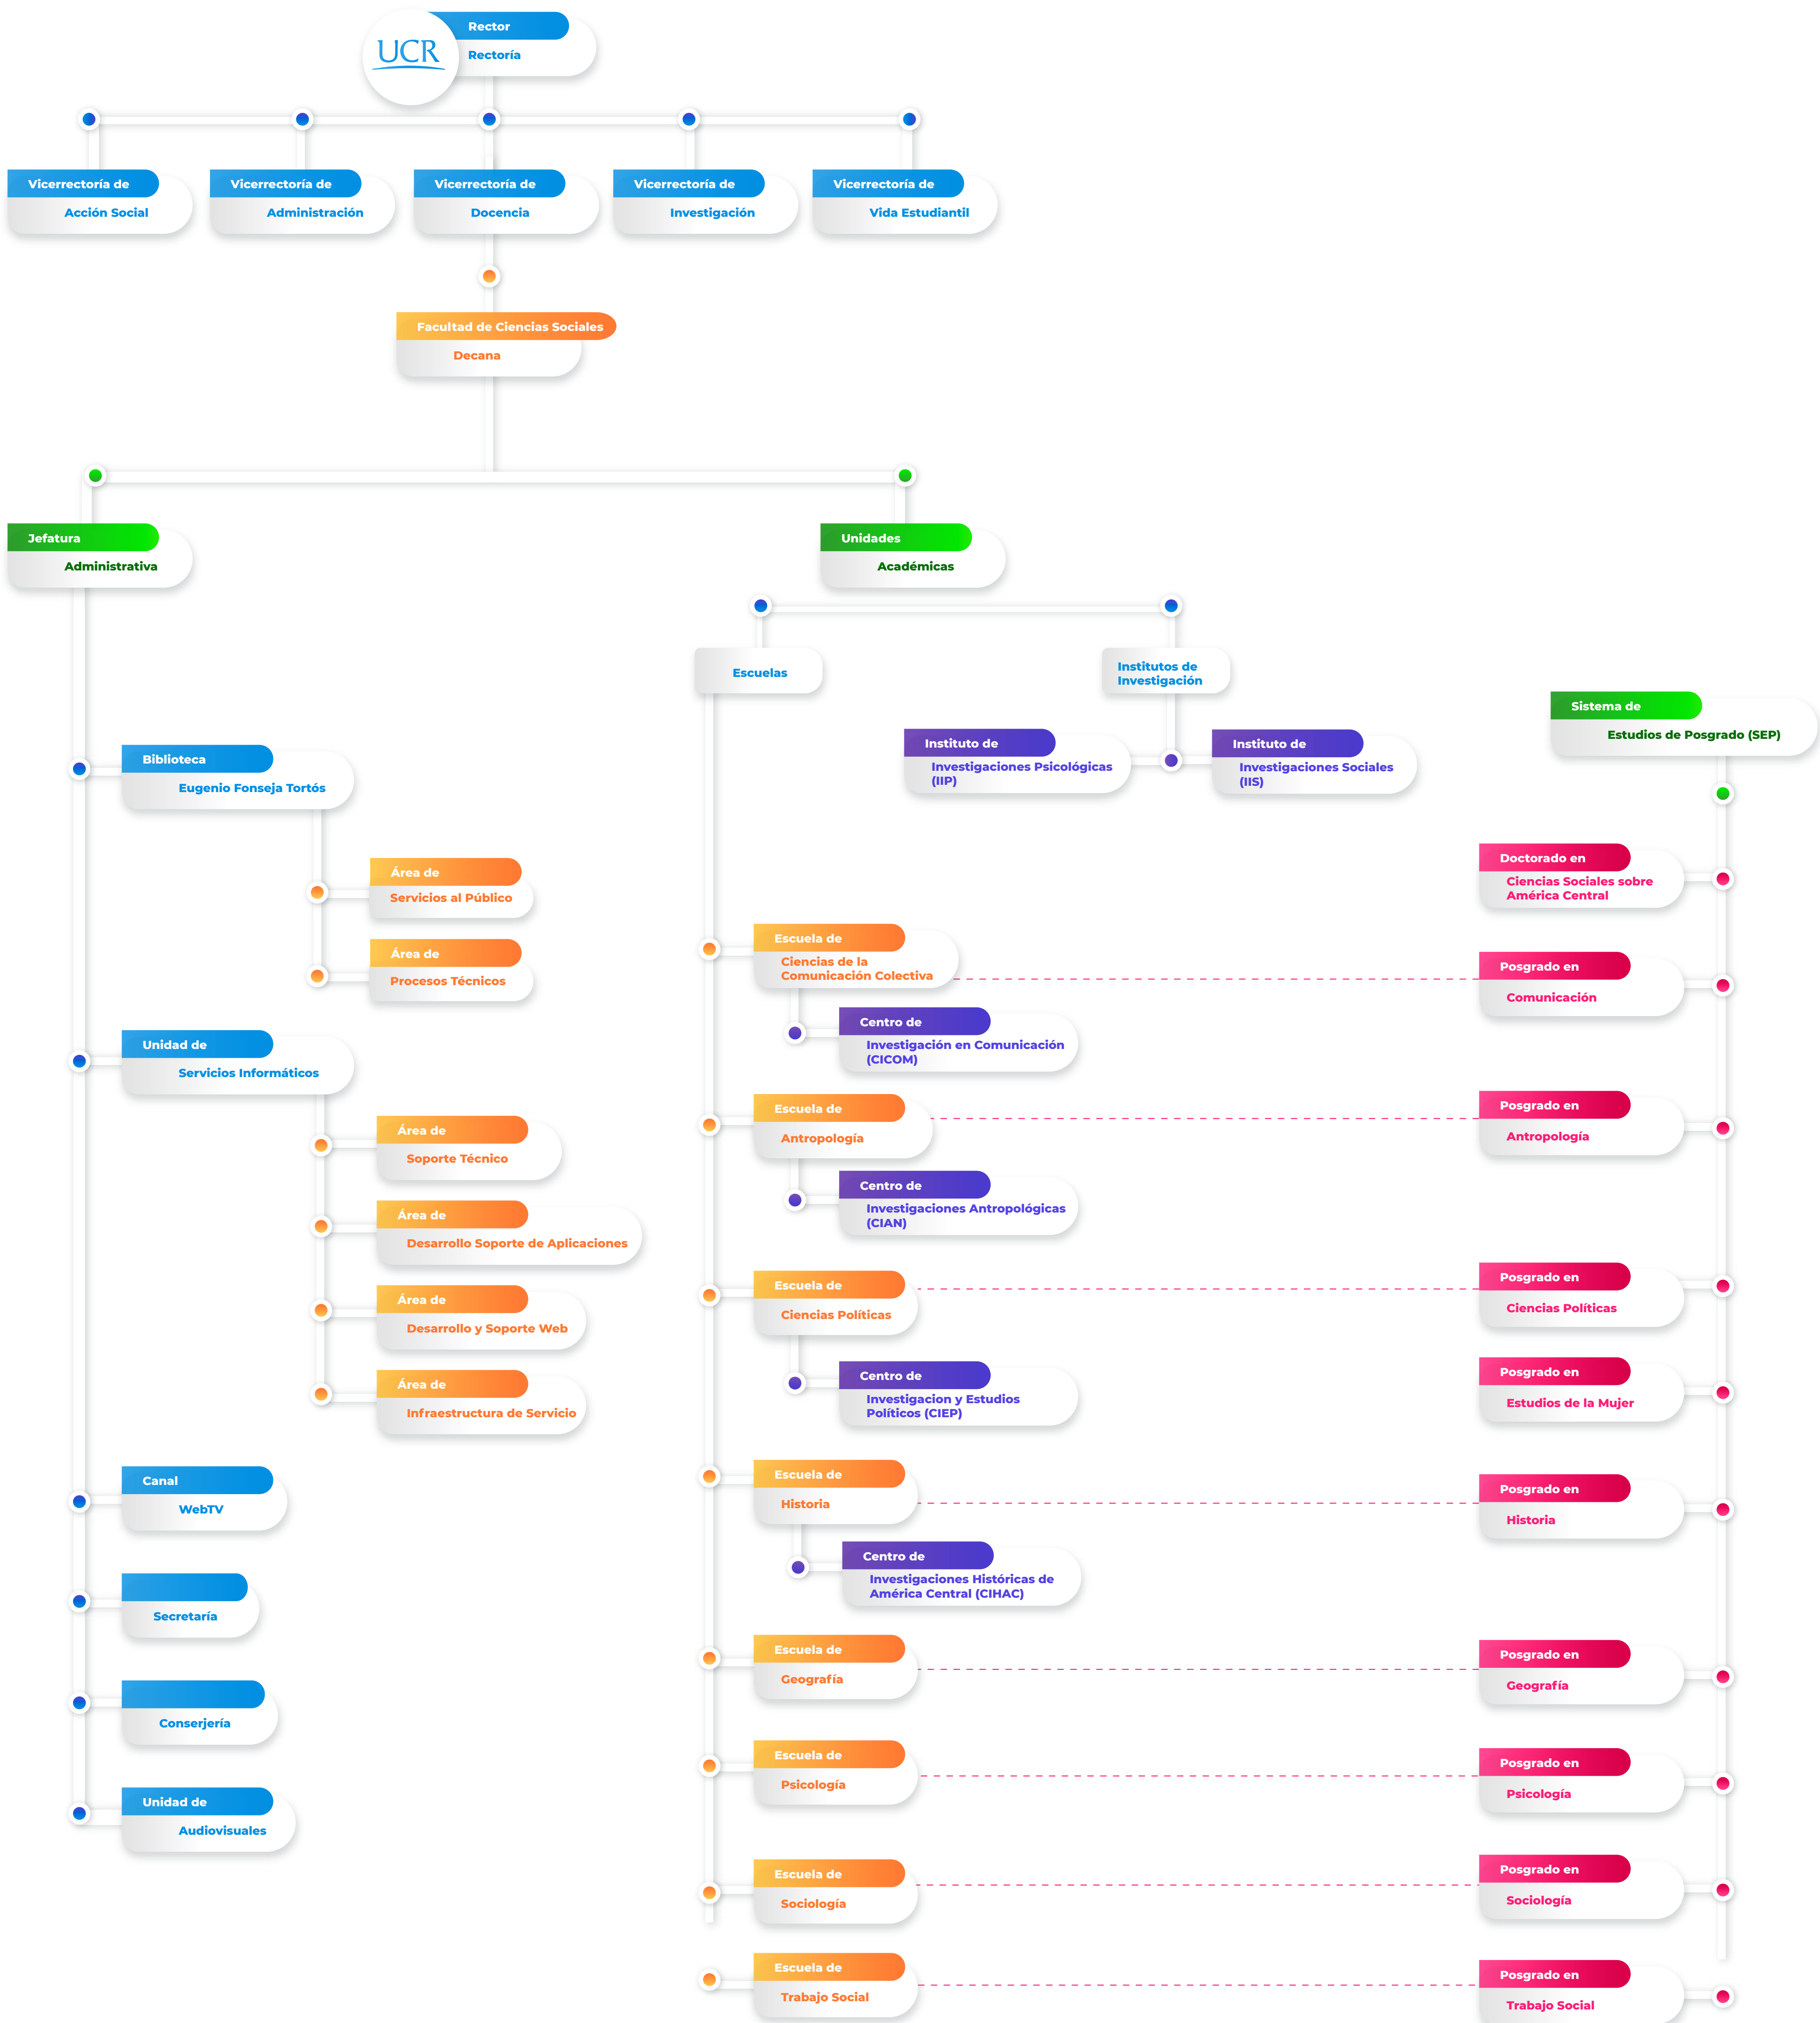 UCR
Rector
Rectoría
Vicerrectoría de
Acción Social
Vicerrectoría de
Administración
Vicerrectoría de
Docencia
Vicerrectoría de
Investigación
Vicerrectoría de
Vida Estudiantil
Facultad de Ciencias Sociales
Decana
Jefatura
Administrativa
Biblioteca
Eugenio Fonseja Tortós
Área de
Servicios al Público
Área de
Procesos Técnicos
Unidad de
Servicios Informáticos
Área de
Soporte Técnico
Área de
Desarrollo Soporte de Aplicaciones
Área de
Desarrollo y Soporte Web
Área de
Infraestructura de Servicio
Canal
WebTV
Secretaría
Conserjería
Unidad de
Audiovisuales
Unidades
Académicas
Escuelas
Institutos de
Investigación
Instituto de
Investigaciones Psicológicas
(IIP)
Instituto de
Investigaciones Sociales
(IIS)
Escuela de
Ciencias de la
Comunicación Colectiva
Centro de
Investigación en Comunicación
(CICOM)
Escuela de
Antropología
Centro de
Investigaciones Antropológicas
(CIAN)
Escuela de
Ciencias Políticas
Centro de
Investigacion y Estudios
Políticos (CIEP)
Escuela de
Historia
Centro de
Investigaciones Históricas de
América Central (CIHAC)
Escuela de
Geografía
Escuela de
Psicología
Escuela de
Sociología
Escuela de
Trabajo Social
Sistema de
Estudios de Posgrado (SEP)
Doctorado en
Ciencias Sociales sobre
América Central
Posgrado en
Comunicación
Posgrado en
Antropología
Posgrado en
Ciencias Políticas
Posgrado en
Estudios de la Mujer
Posgrado en
Historia
Posgrado en
Geografía
Posgrado en
Psicología
Posgrado en
Sociología
Posgrado en
Trabajo Social